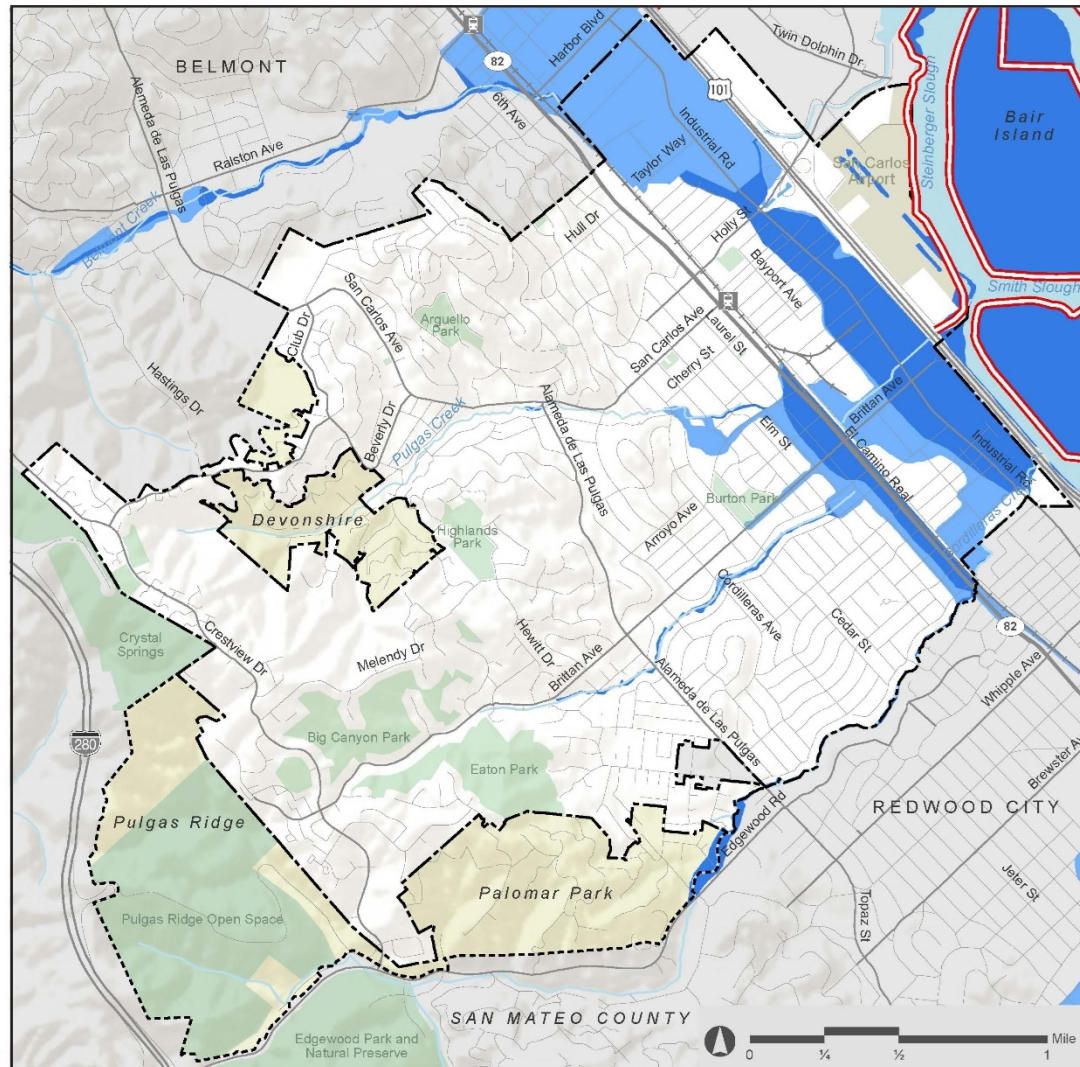 BELMONT
82
Harbor Blvd
Twin Dolphin Dr
101
Steinberger Slough
Bair
Island
6th Ave
Alameda de Las Pulgas
Ralston Ave
Industrial Rd
Taylor Way
San Carlos
Airport
Belmont Creek
Hull Dr
Holly St
Bayport Ave
Smith Slough
San Carlos Ave
Arguello
Park
Laurel St
San Carlos Ave
Cherry St
Club Dr
Hastings Dr
Beverly Dr
Pulgas Creek
Alameda de Las Pulgas
Elm St
Brittan Ave
El Camino Real
Industrial Rd
Cordilleras Creek
Burton Park
Devonshire
Highlands
Park
Arroyo Ave
Crystal
Springs
Crestview Dr
Melendy Dr
Hewitt Dr
Brittan Ave
Cordilleras Ave
Cedar St
82
Whipple Ave
Alameda de Las Pulgas
280
Big Canyon Park
Eaton Park
Brewster Av
REDWOOD CITY
Edgewood Rd
Pulgas Ridge
Palomar Park
Jeter St
Topaz St
Pulgas Ridge Open Space
SAN MATEO COUNTY
Edgewood Park and
Natural Preserve
0 ¼ ½ 1 Mile